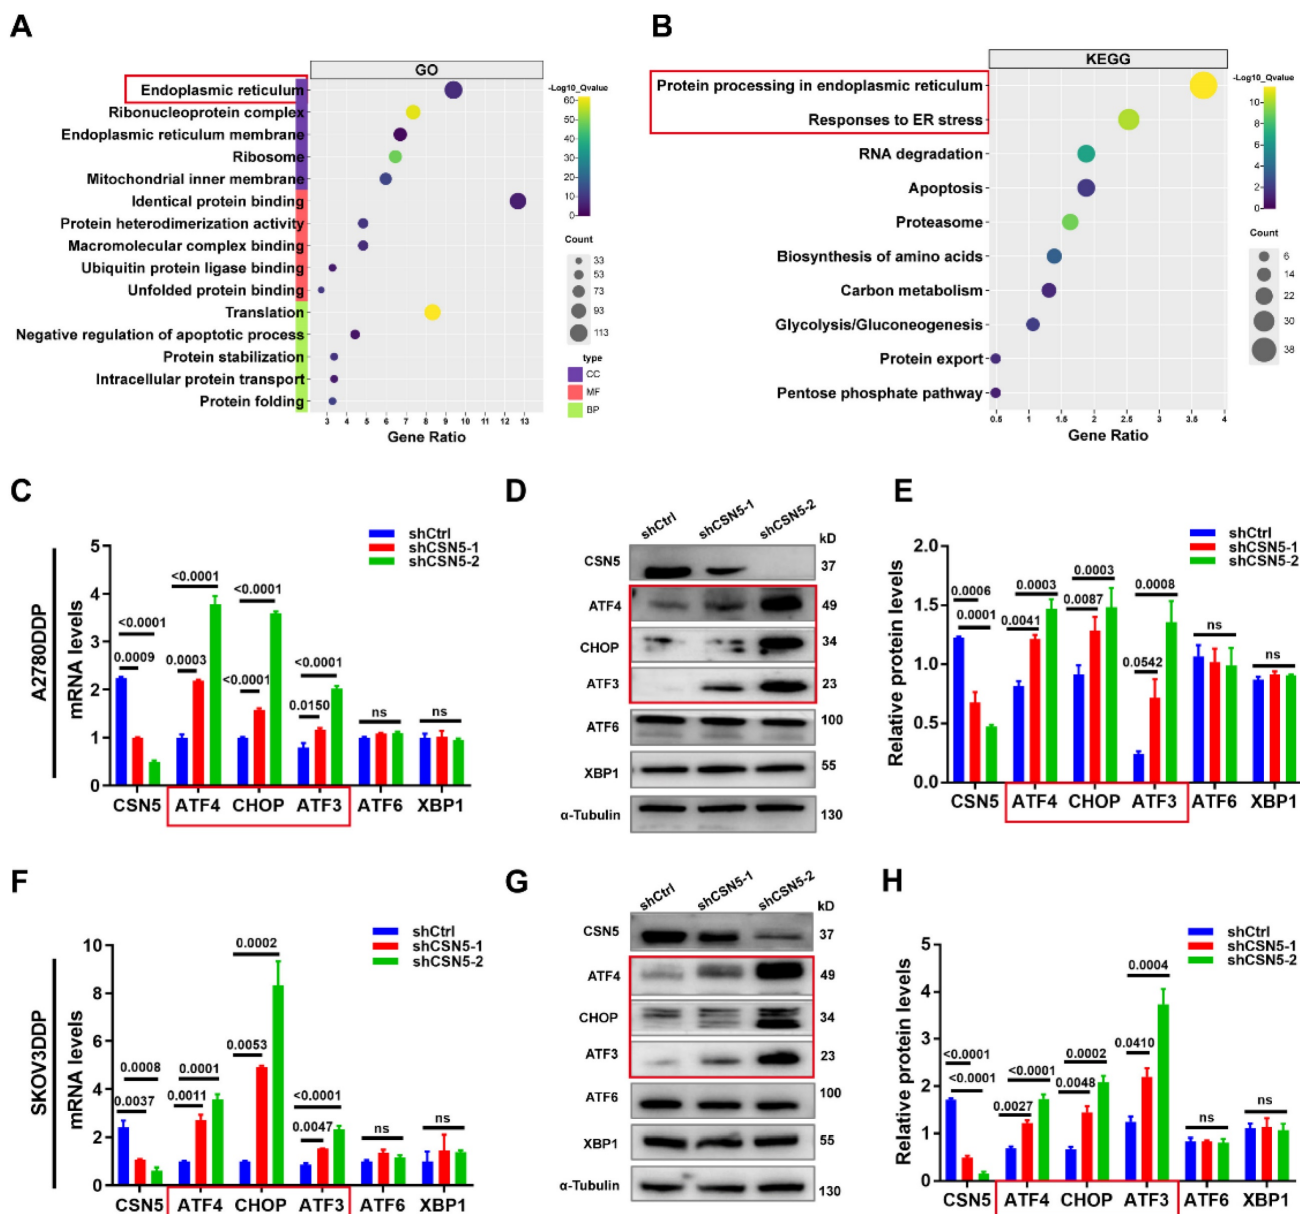 A
GO
Endoplasmic reticulum
Ribonucleoprotein complex
Endoplasmic reticulum membrane
Ribosome
Mitochondrial inner membrane
Identical protein binding
Protein heterodimerization activity
Macromolecular complex binding
Ubiquitin protein ligase binding
Unfolded protein binding
Translation
Negative regulation of apoptotic process
Protein stabilization
Intracellular protein transport
Protein folding
3 4 5 6 7 8 9 10 11 12 13
Gene Ratio
-Log10_Qvalue
60
50
40
30
20
10
0
Count
33
53
73
93
113
type
CC
MF
BP
B
KEGG
Protein processing in endoplasmic reticulum
Responses to ER stress
RNA degradation
Apoptosis
Proteasome
Biosynthesis of amino acids
Carbon metabolism
Glycolysis/Gluconeogenesis
Protein export
Pentose phosphate pathway
0.5 1 1.5 2 2.5 3 3.5 4
Gene Ratio
-Log10_Qvalue
10
8
6
4
2
0
Count
6
14
22
30
38
C
A2780DDP
mRNA levels
shCtrl
shCSN5-1
shCSN5-2
5
4
3
2
1
0
<0.0001
0.0009
<0.0001
0.0003
<0.0001
<0.0001
<0.0001
0.0150
ns
ns
CSN5 ATF4 CHOP ATF3 ATF6 XBP1
D
shCtrl shCSN5-1 shCSN5-2
kD
CSN5 37
ATF4 49
CHOP 34
ATF3 23
ATF6 100
XBP1 55
α-Tubulin 130
E
Relative protein levels
shCtrl
shCSN5-1
shCSN5-2
2.0
1.5
1.0
0.5
0.0
0.0006
0.0001
0.0003
0.0041
0.0003
0.0087
0.0008
0.0542
ns
ns
CSN5 ATF4 CHOP ATF3 ATF6 XBP1
F
SKOV3DDP
mRNA levels
shCtrl
shCSN5-1
shCSN5-2
10
8
6
4
2
0
0.0008
0.0037
0.0001
0.0011
0.0002
0.0053
<0.0001
0.0047
ns
ns
CSN5 ATF4 CHOP ATF3 ATF6 XBP1
G
shCtrl shCSN5-1 shCSN5-2
kD
CSN5 37
ATF4 49
CHOP 34
ATF3 23
ATF6 100
XBP1 55
α-Tubulin 130
H
Relative protein levels
shCtrl
shCSN5-1
shCSN5-2
5
4
3
2
1
0
<0.0001
<0.0001
<0.0001
0.0027
0.0002
0.0048
0.0004
0.0410
ns
ns
CSN5 ATF4 CHOP ATF3 ATF6 XBP1